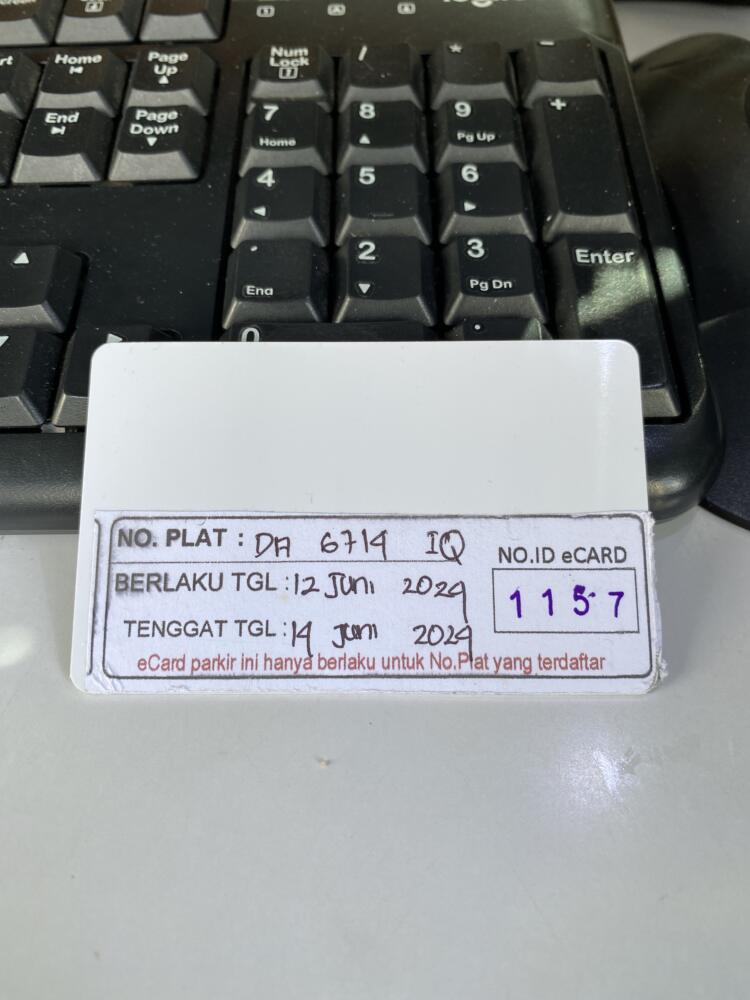 Home
Page
Up
Num
Lock
/
*
-
End
Page
Down
7
Home
8
9
Pg Up
+
4
5
6
2
3
Pg Dn
Enter
0
.
NO. PLAT : DA 6714 IQ
NO.ID eCARD
BERLAKU TGL : 12 Juni 2024
1157
TENGGAT TGL : 14 Juni 2024
eCard parkir ini hanya berlaku untuk No.Plat yang terdaftar